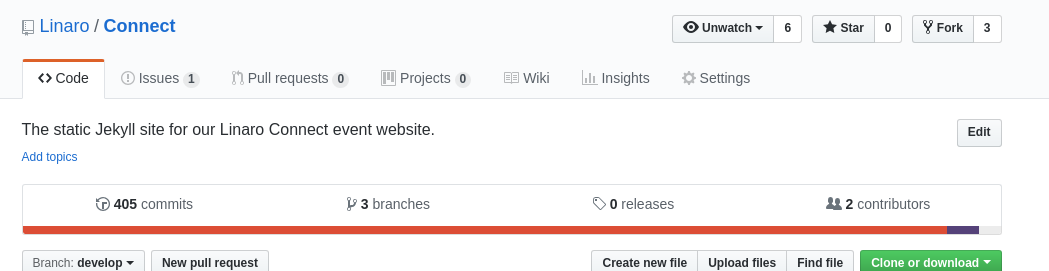 Linaro / Connect
Unwatch 6 Star 0 Fork 3
Code Issues 1 Pull requests 0 Projects 0 Wiki Insights Settings
The static Jekyll site for our Linaro Connect event website.
Edit
Add topics
405 commits 3 branches 0 releases 2 contributors
Branch: develop New pull request Create new file Upload files Find file Clone or download